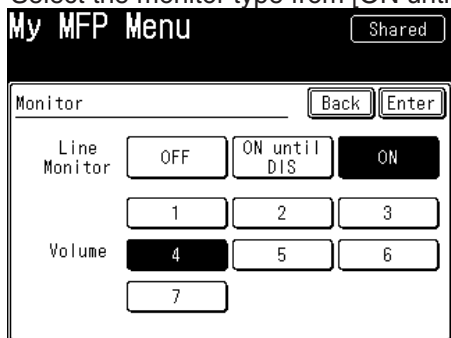 Select the monitor type from [ON unti
My MFP Menu Shared
Monitor Back Enter
Line Monitor OFF ON until DIS ON
1 2 3
Volume 4 5 6
7